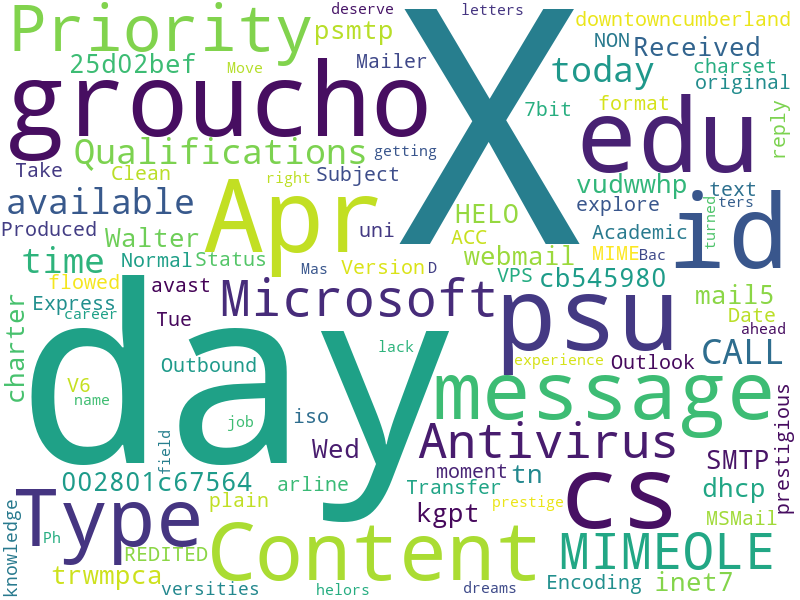 deserve
letters
X
Priority
psmtp
downtowncumberland
NON
Received
25d02bef
Move
Mailer
today
charset
original
groucho
edu
7bit
format
reply
Qualifications
getting
Take
right
Subject
Clean
vudwwhp
text
ters
available
Apr
explore
id
turned
Produced
Walter
uni
HELO
ACC
Academic
time
Normal
Status
webmail
MIME
Bac
Mas
Version
D
VPS
cb545980
flowed
avast
Microsoft
psu
mail5
Date
charter
Express
career
Tue
ahead
day
lack
CALL
Outbound
experience
Outlook
V6
name
message
prestigious
job
iso
field
Wed
Antivirus
SMTP
002801c67564
arline
moment
tn
cs
dhcp
Type
plain
Transfer
kgpt
prestige
MSMail
knowledge
Ph
REDITED
Content
MIMEOLE
trwmpca
versities
helors
dreams
Encoding
inet7